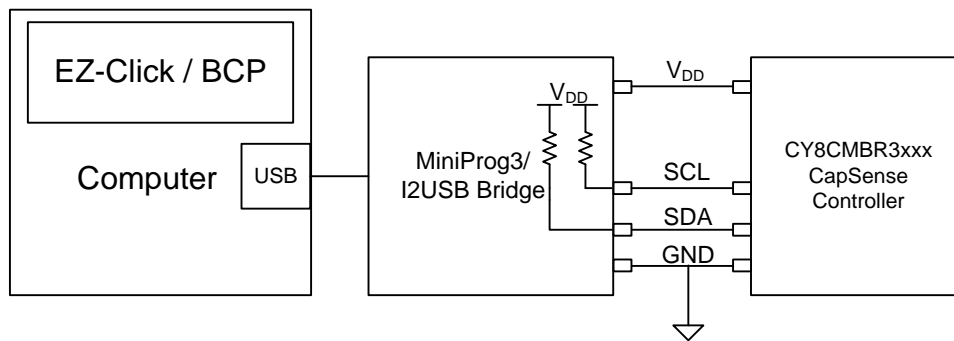 EZ-Click / BCP
Computer
USB
MiniProg3/
I2USB Bridge
VDD
VDD
SCL
SDA
GND
CY8CMBR3xxx
CapSense
Controller